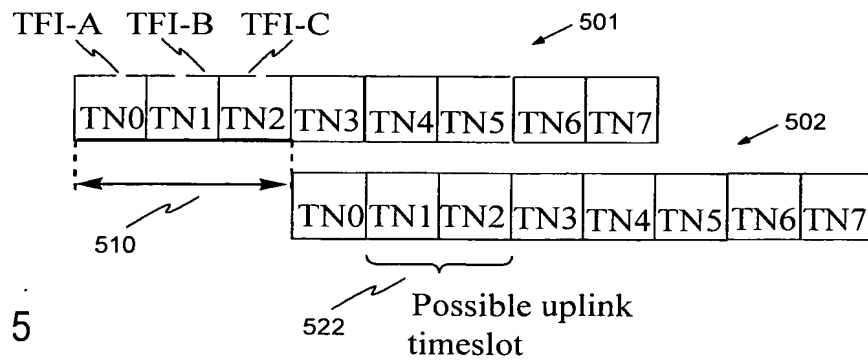 TFI-A TFI-B TFI-C 501
TN0 TN1 TN2 TN3 TN4 TN5 TN6 TN7
502
TN0 TN1 TN2 TN3 TN4 TN5 TN6 TN7
510
522 Possible uplink
timeslot
5